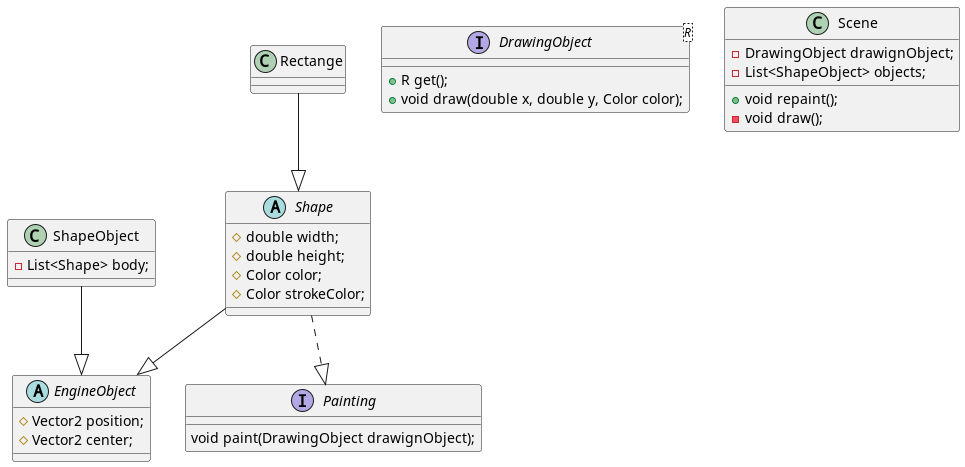 C Rectange
I DrawingObject R
R get();
void draw(double x, double y, Color color);
C Scene
DrawingObject drawignObject;
List<ShapeObject> objects;
void repaint();
void draw();
C ShapeObject
List<Shape> body;
A Shape
double width;
double height;
Color color;
Color strokeColor;
A EngineObject
Vector2 position;
Vector2 center;
I Painting
void paint(DrawingObject drawignObject);